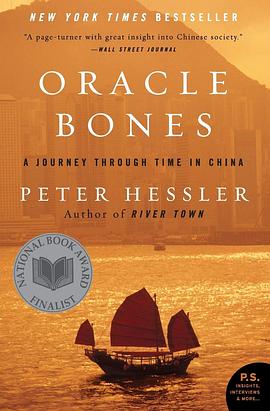 NEW YORK TIMES BESTSELLER
"A page-turner with great insight into Chinese society."
—WALL STREET JOURNAL
ORACLE
BONES
A JOURNEY THROUGH TIME IN CHINA
PETER HESSLER
Author of RIVER TOWN
NATIONAL BOOK AWARD
FINALIST
P.S.
INSIGHTS,
INTERVIEWS
& MORE...